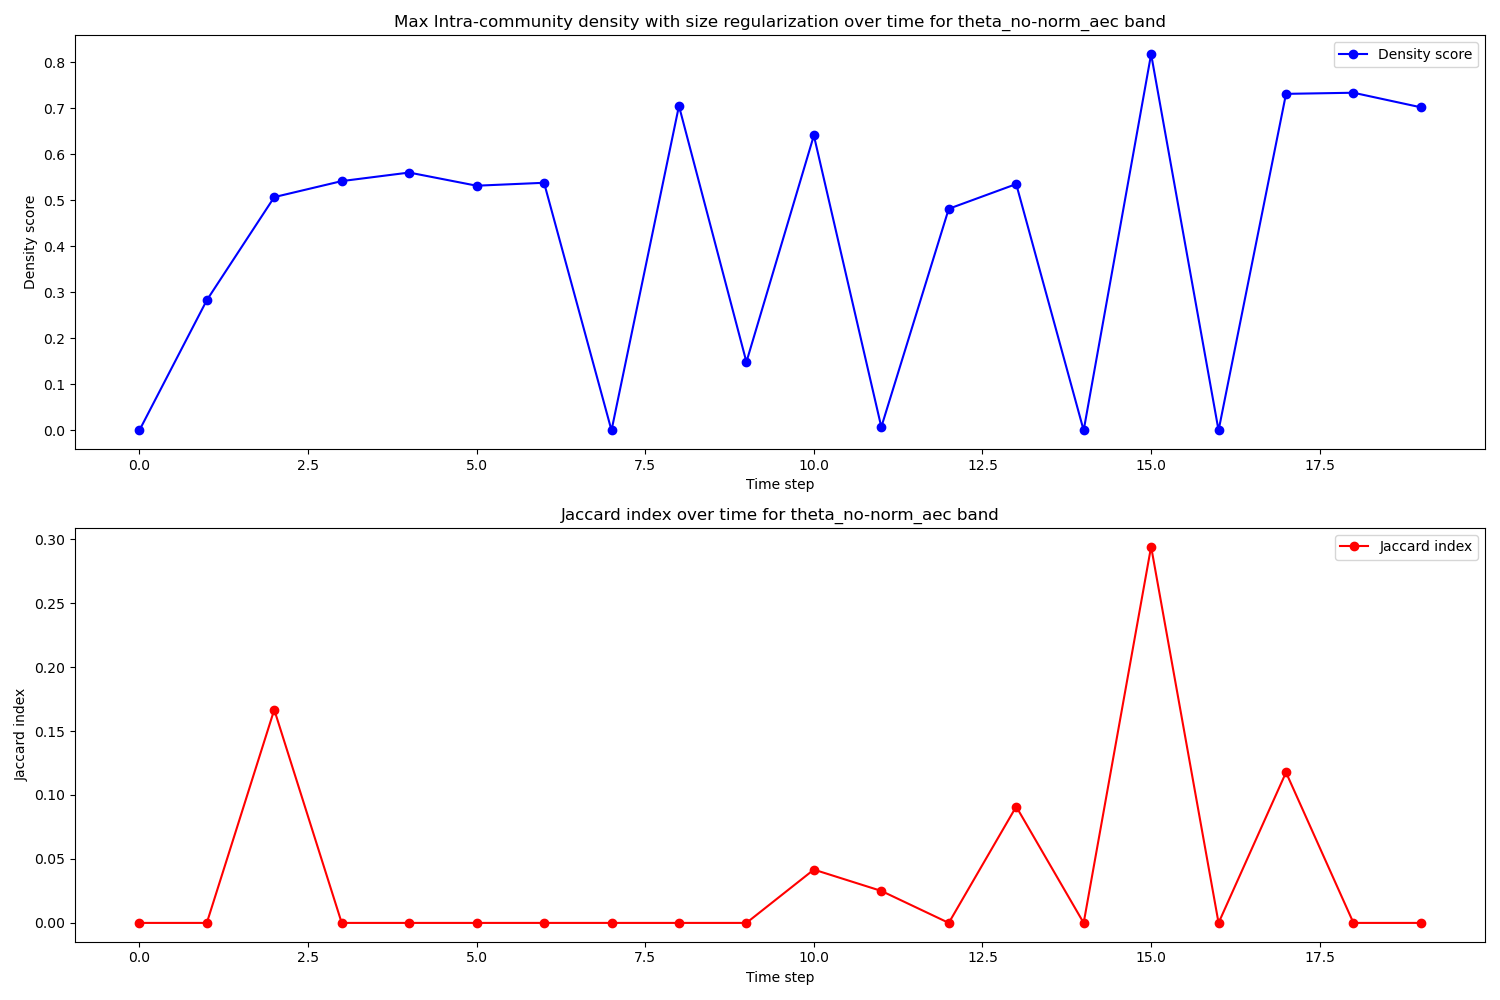 Max Intra-community density with size regularization over time for theta_no-norm_aec band
Density score
0.8
0.7
0.6
0.5
0.4
0.3
0.2
0.1
0.0
Density score
0.0 2.5 5.0 7.5 10.0 12.5 15.0 17.5
Time step
Jaccard index over time for theta_no-norm_aec band
Jaccard index
0.30
0.25
0.20
0.15
0.10
0.05
0.00
Jaccard index
0.0 2.5 5.0 7.5 10.0 12.5 15.0 17.5
Time step